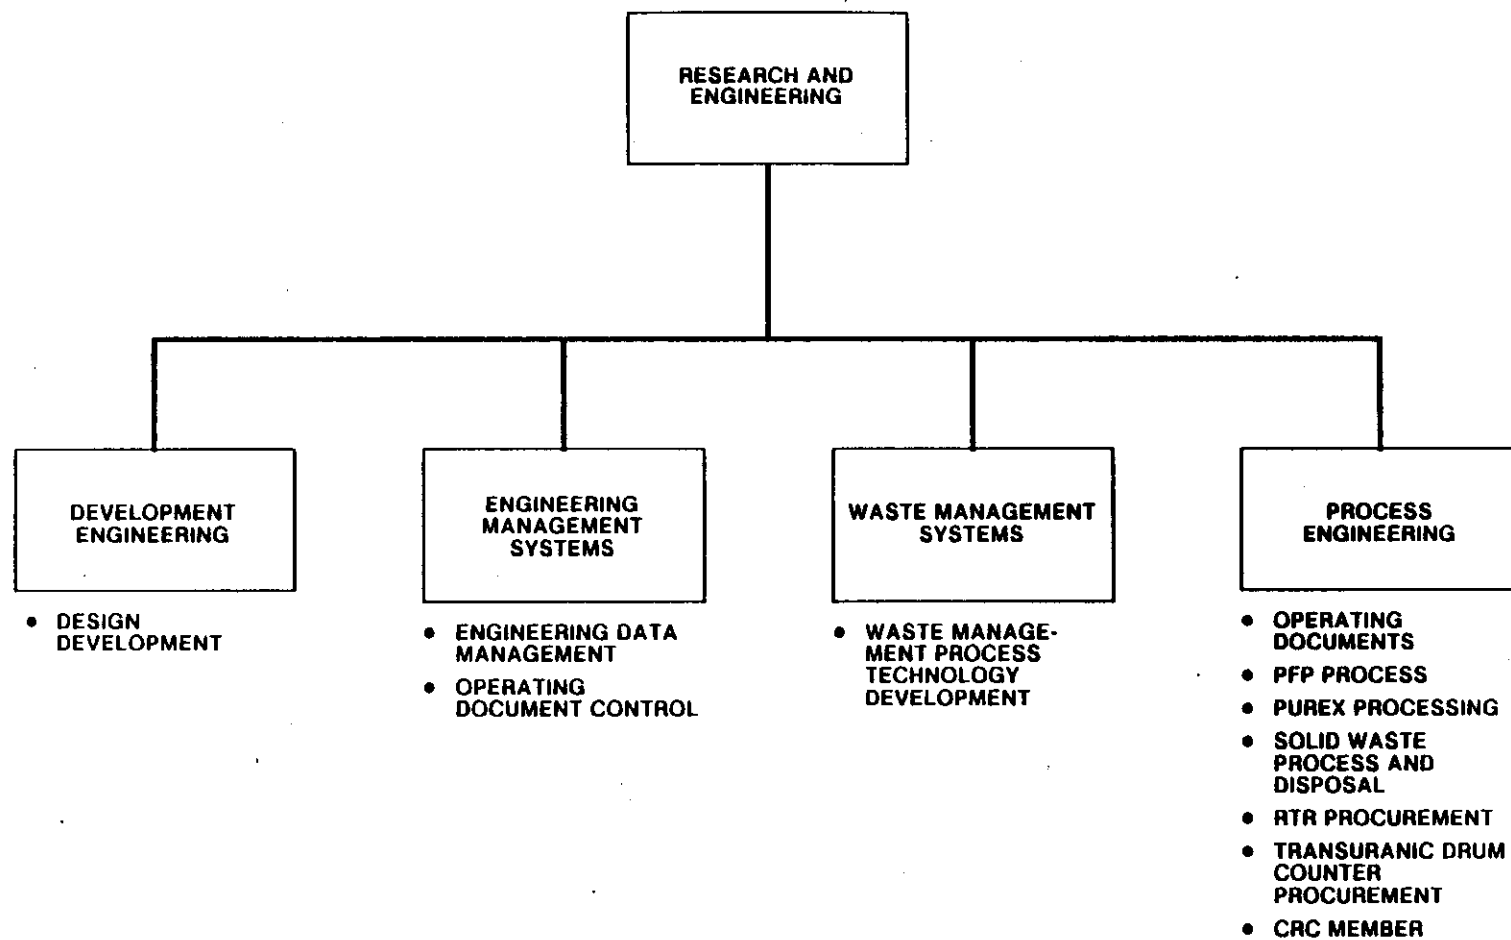 RESEARCH AND
ENGINEERING
DEVELOPMENT
ENGINEERING
• DESIGN
DEVELOPMENT
ENGINEERING
MANAGEMENT
SYSTEMS
• ENGINEERING DATA
MANAGEMENT
• OPERATING
DOCUMENT CONTROL
WASTE MANAGEMENT
SYSTEMS
• WASTE MANAGE-
MENT PROCESS
TECHNOLOGY
DEVELOPMENT
PROCESS
ENGINEERING
• OPERATING
DOCUMENTS
• PFP PROCESS
• PUREX PROCESSING
• SOLID WASTE
PROCESS AND
DISPOSAL
• RTR PROCUREMENT
• TRANSURANIC DRUM
COUNTER
PROCUREMENT
• CRC MEMBER